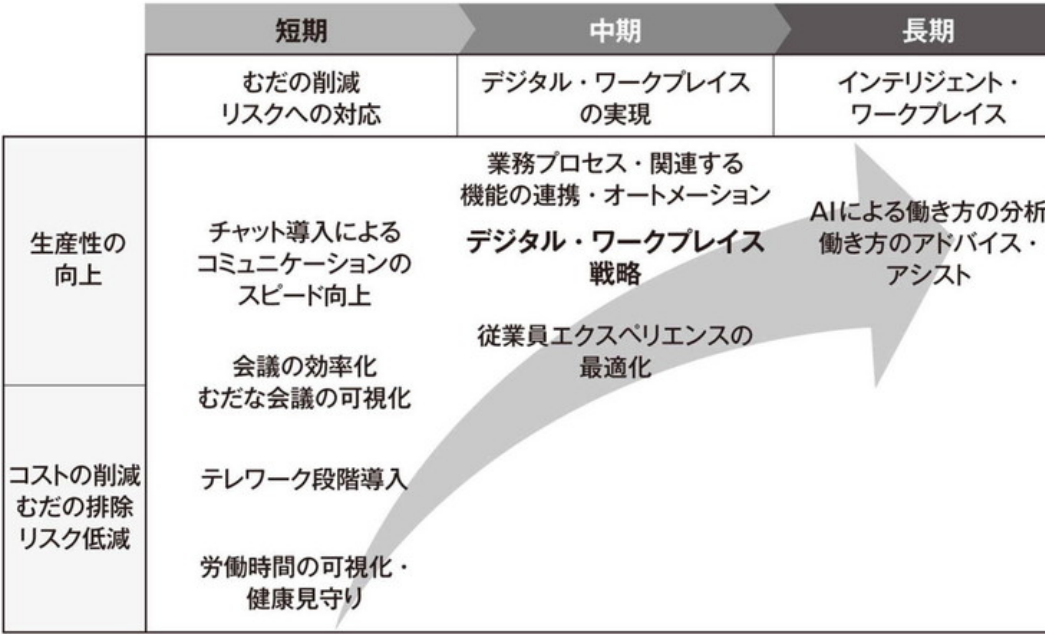 短期
中期
長期
むだの削減
リスクへの対応
デジタル・ワークプレイス
の実現
インテリジェント・
ワークプレイス
生産性の
向上
チャット導入による
コミュニケーションの
スピード向上
会議の効率化
むだな会議の可視化
業務プロセス・関連する
機能の連携・オートメーション
デジタル・ワークプレイス
戦略
従業員エクスペリエンスの
最適化
AIによる働き方の分析
働き方のアドバイス・
アシスト
コストの削減
むだの排除
リスク低減
テレワーク段階導入
労働時間の可視化・
健康見守り